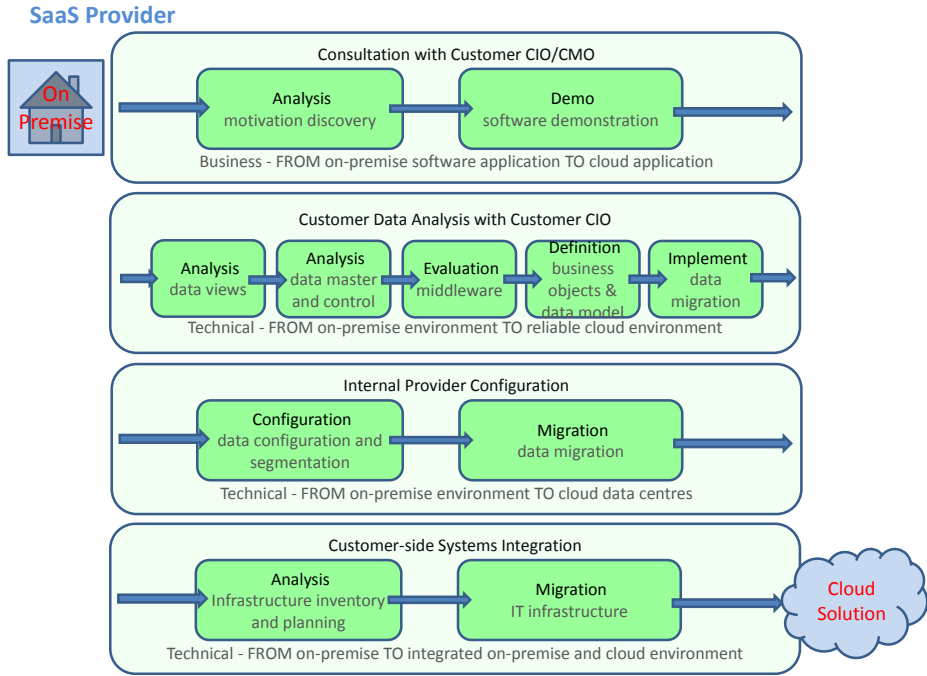 SaaS Provider
On
Premise
Consultation with Customer CIO/CMO
Analysis
motivation discovery
Demo
software demonstration
Business - FROM on-premise software application TO cloud application
Customer Data Analysis with Customer CIO
Analysis
data views
Analysis
data master
and control
Evaluation
middleware
Definition
business
objects &
data model
Implement
data
migration
Technical - FROM on-premise environment TO reliable cloud environment
Internal Provider Configuration
Configuration
data configuration and
segmentation
Migration
data migration
Technical - FROM on-premise environment TO cloud data centres
Customer-side Systems Integration
Analysis
Infrastructure inventory
and planning
Migration
IT infrastructure
Technical - FROM on-premise TO integrated on-premise and cloud environment
Cloud
Solution